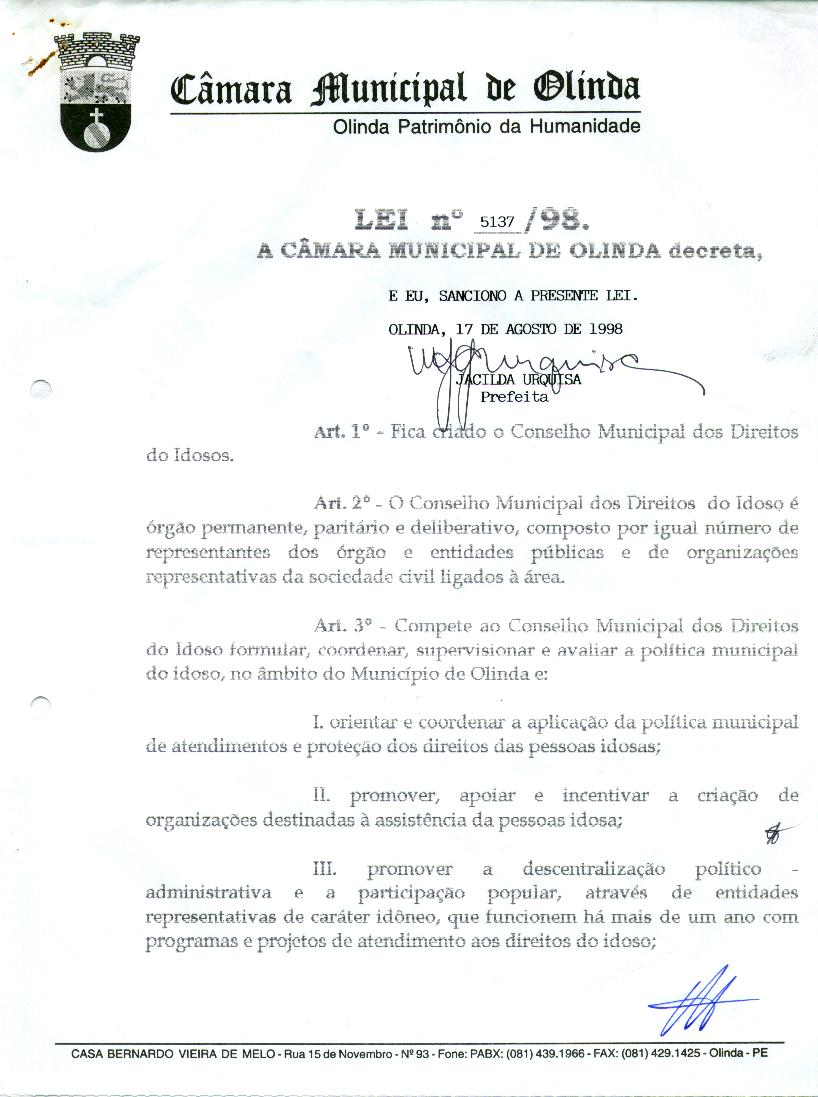 Câmara Municipal de Olinda
Olinda Patrimônio da Humanidade
LEI nº 5137 /98.
A CÂMARA MUNICIPAL DE OLINDA decreta,
E EU, SANCIONO A PRESENTE LEI.
OLINDA, 17 DE AGOSTO DE 1998
JACILDA URQUISA
Prefeita
Art. 1º - Fica criado o Conselho Municipal dos Direitos
do Idosos.
Art. 2º - O Conselho Municipal dos Direitos do Idoso é
órgão permanente, paritário e deliberativo, composto por igual número de
representantes dos órgão e entidades públicas e de organizações
representativas da sociedade civil ligados à área.
Art. 3º - Compete ao Conselho Municipal dos Direitos
do Idoso formular, coordenar, supervisionar e avaliar a política municipal
do idoso, no âmbito do Município de Olinda e:
I. orientar e coordenar a aplicação da política municipal
de atendimentos e proteção dos direitos das pessoas idosas;
II. promover, apoiar e incentivar a criação de
organizações destinadas à assistência da pessoas idosa;
III. promover a descentralização político -
administrativa e a participação popular, através de entidades
representativas de caráter idôneo, que funcionem há mais de um ano com
programas e projetos de atendimento aos direitos do idoso;
CASA BERNARDO VIEIRA DE MELO - Rua 15 de Novembro - Nº 93 - Fone: PABX: (081) 439.1966 - FAX: (081) 429.1425 - Olinda - PE